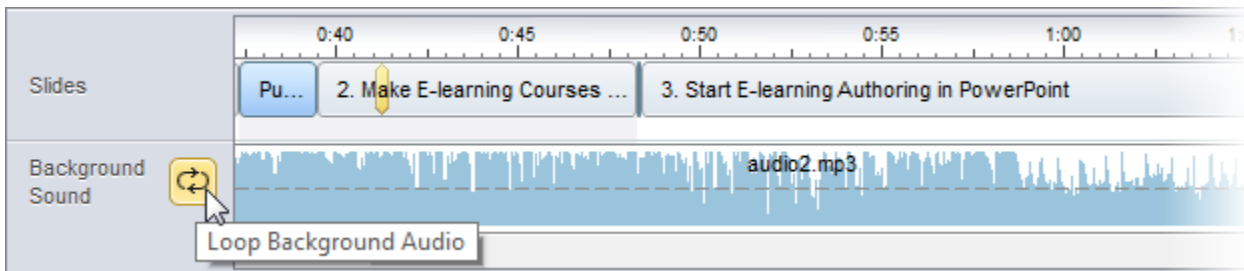 0:40 0:45 0:50 0:55 1:00 1:
Slides
Pu... 2. Make E-learning Courses ... 3. Start E-learning Authoring in PowerPoint
Background
Sound
audio2.mp3
Loop Background Audio